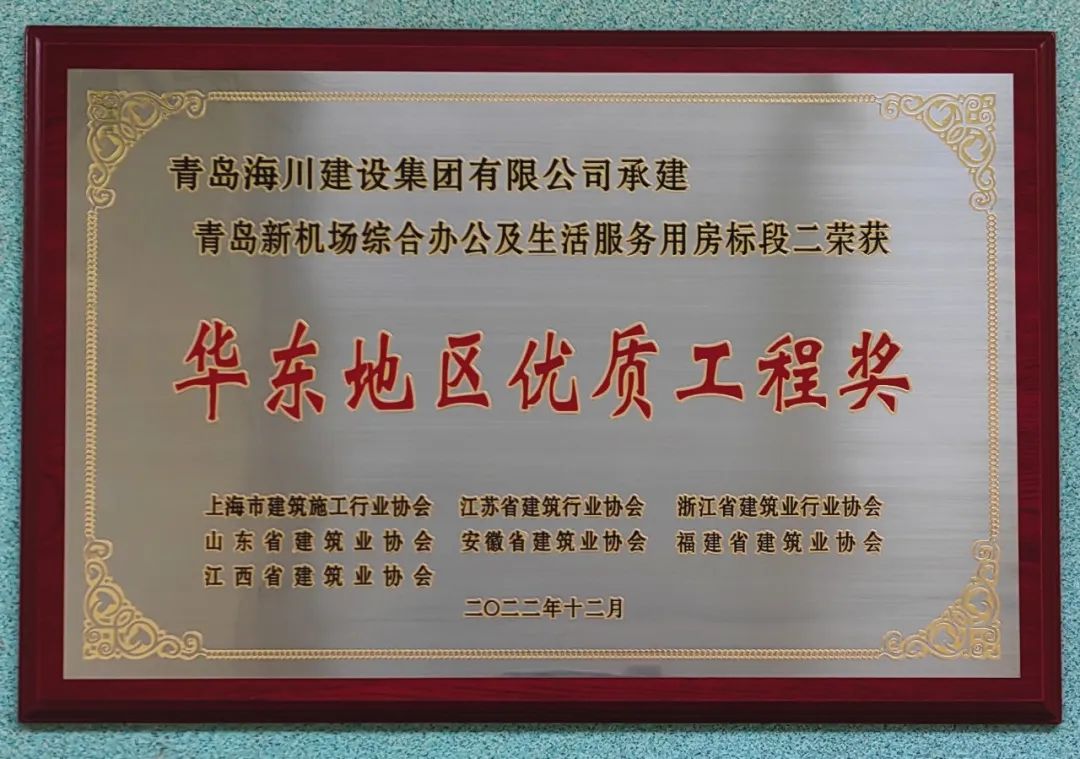 青岛海川建设集团有限公司承建
青岛新机场综合办公及生活服务用房标段二荣获
华东地区优质工程奖
上海市建筑施工行业协会 江苏省建筑行业协会 浙江省建筑业行业协会
山东省建筑业协会 安徽省建筑业协会 福建省建筑业协会
江西省建筑业协会
二〇二二年十二月